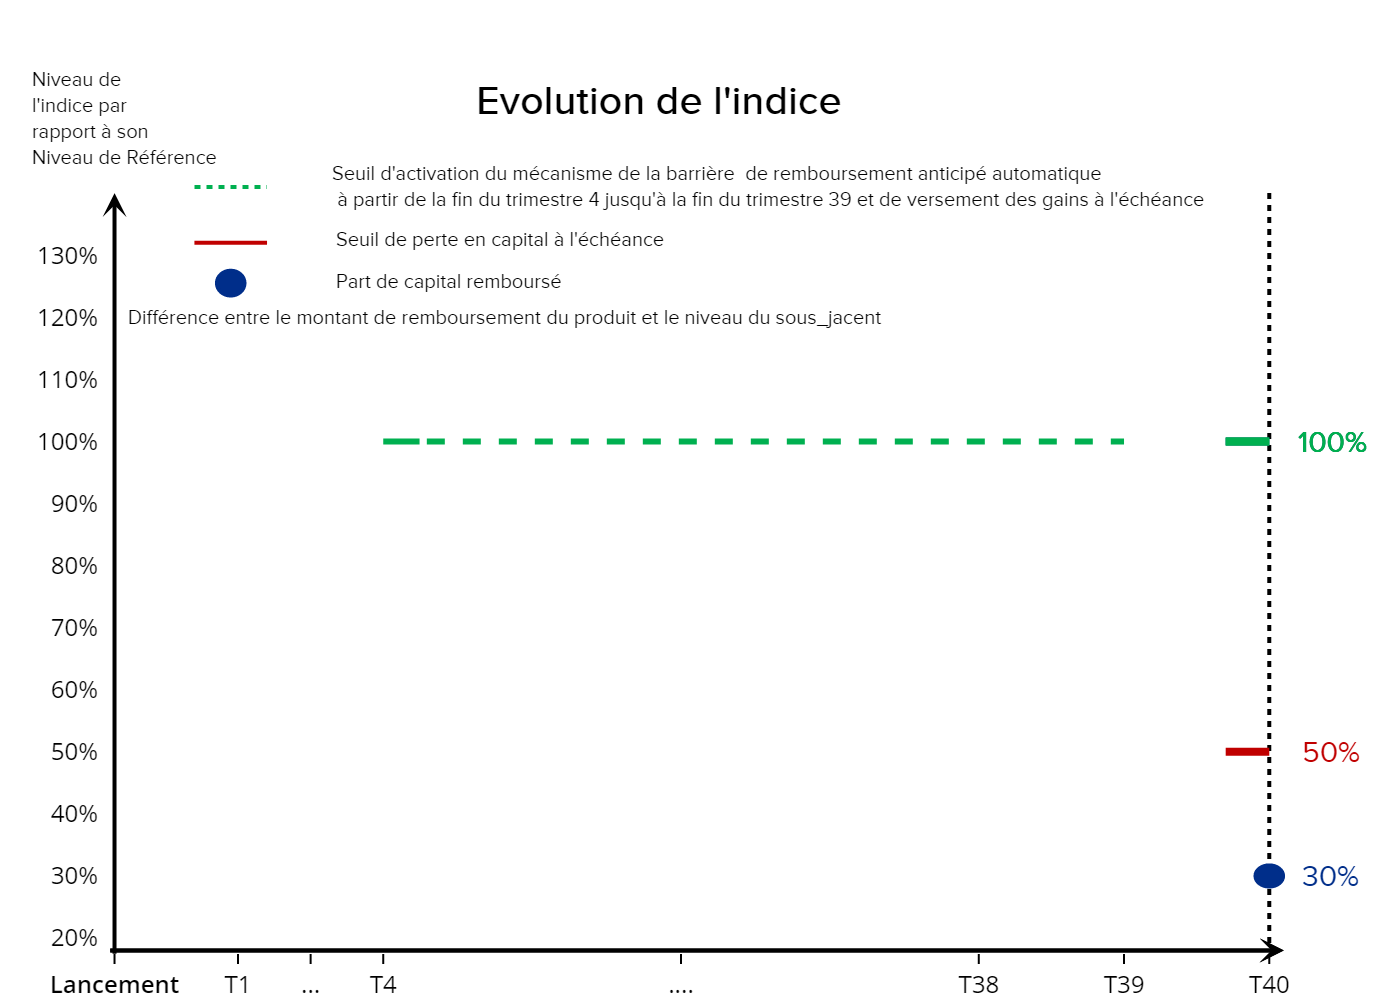 Niveau de
l'indice par
rapport à son
Niveau de Référence
Evolution de l'indice
Seuil d'activation du mécanisme de la barrière  de remboursement anticipé automatique
à partir de la fin du trimestre 4 jusqu'à la fin du trimestre 39 et de versement des gains à l'échéance
Seuil de perte en capital à l'échéance
Part de capital remboursé
Différence entre le montant de remboursement du produit et le niveau du sous_jacent
130%
120%
110%
100%
90%
80%
70%
60%
50%
40%
30%
20%
100%
50%
30%
Lancement T1 ... T4 .... T38 T39 T40